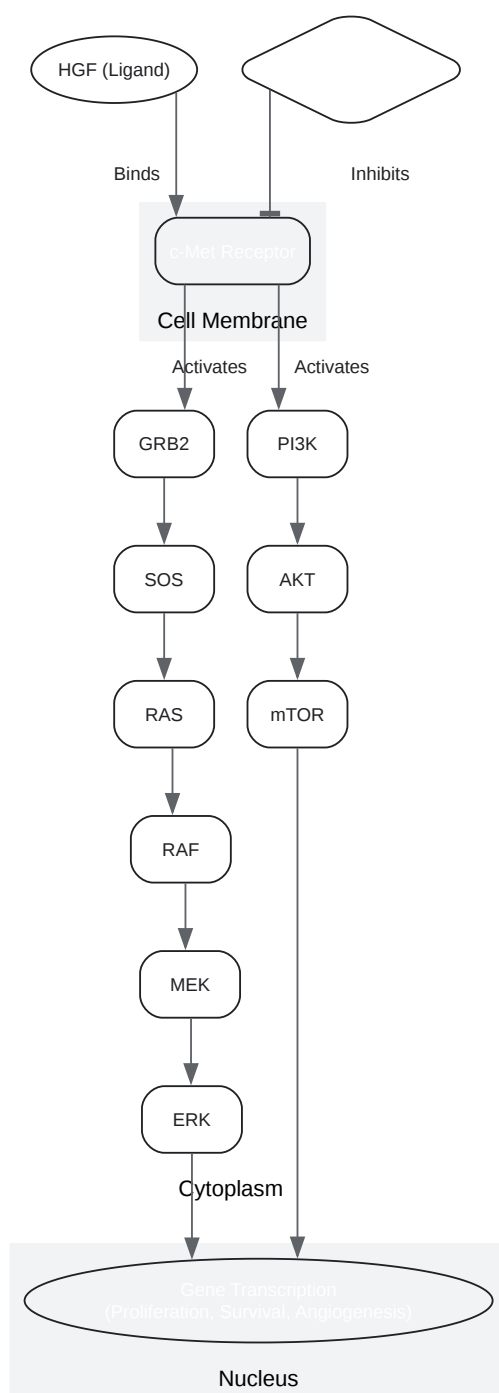 HGF (Ligand)
Binds
Inhibits
c-Met Receptor
Cell Membrane
Activates
Activates
GRB2
PI3K
SOS
AKT
RAS
mTOR
RAF
MEK
ERK
Cytoplasm
Gene Transcription
(Proliferation, Survival, Angiogenesis)
Nucleus